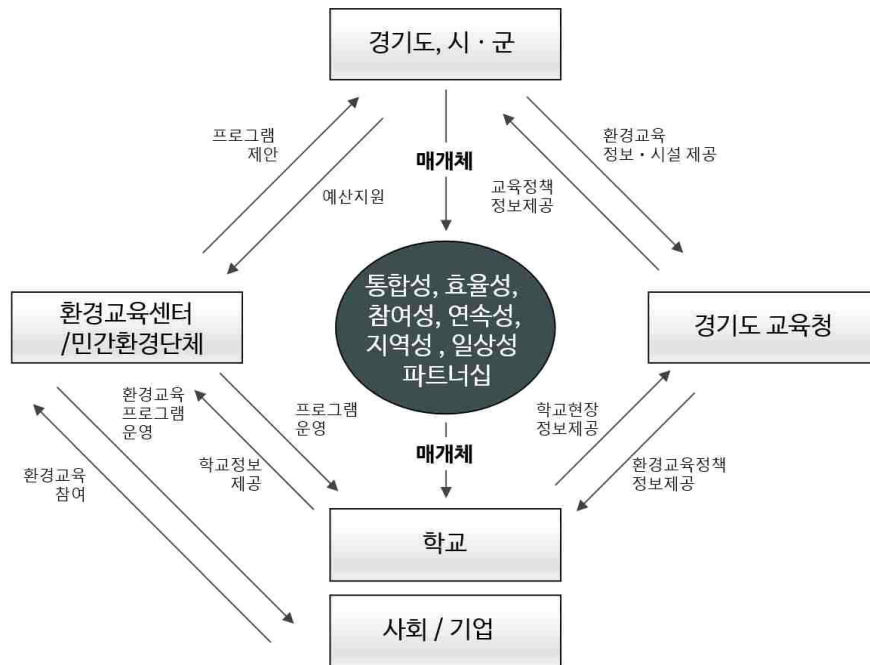 경기도, 시 · 군
프로그램
제안
예산지원
매개체
교육정책
정보제공
환경교육
정보 · 시설 제공
통합성, 효율성,
참여성, 연속성,
지역성 , 일상성
파트너십
환경교육센터
/민간환경단체
경기도 교육청
환경교육
프로그램
운영
프로그램
운영
환경교육
참여
학교정보
제공
매개체
학교현장
정보제공
환경교육정책
정보제공
학교
사회 / 기업